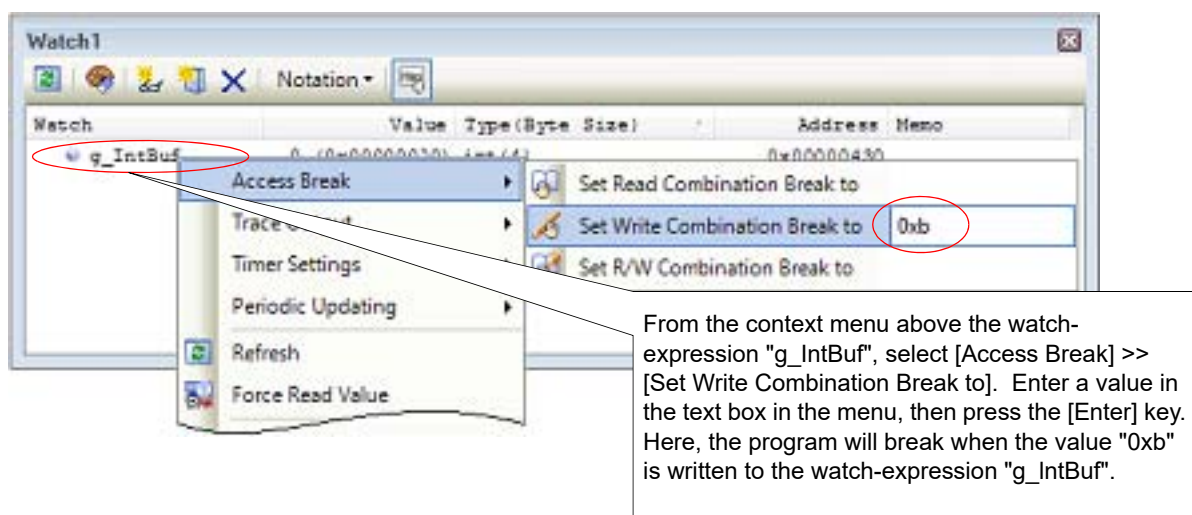 Watch1
Notation
Watch Value Type(Byte Size) Address Memo
g_IntBuf 0 int(4) 0x00000430
Access Break Set Read Combination Break to
Set Write Combination Break to 0xb
Timer Settings Set R/W Combination Break to
Periodic Updating
Refresh
Force Read Value
From the context menu above the watch-
expression "g_IntBuf", select [Access Break] >>
[Set Write Combination Break to].  Enter a value in
the text box in the menu, then press the [Enter] key.
Here, the program will break when the value "0xb"
is written to the watch-expression "g_IntBuf".